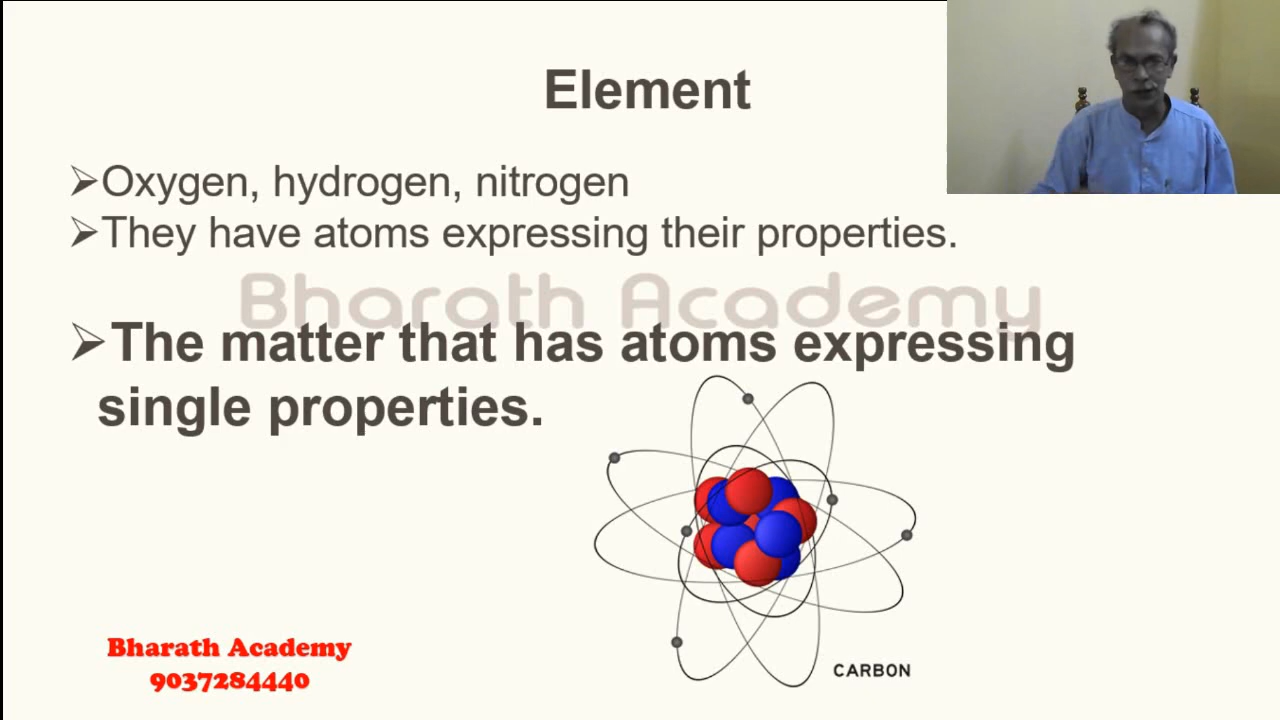 Element
➢Oxygen, hydrogen, nitrogen
➢They have atoms expressing their properties.
Bharath Academy
➢The matter that has atoms expressing
single properties.
CARBON
Bharath Academy
9037284440